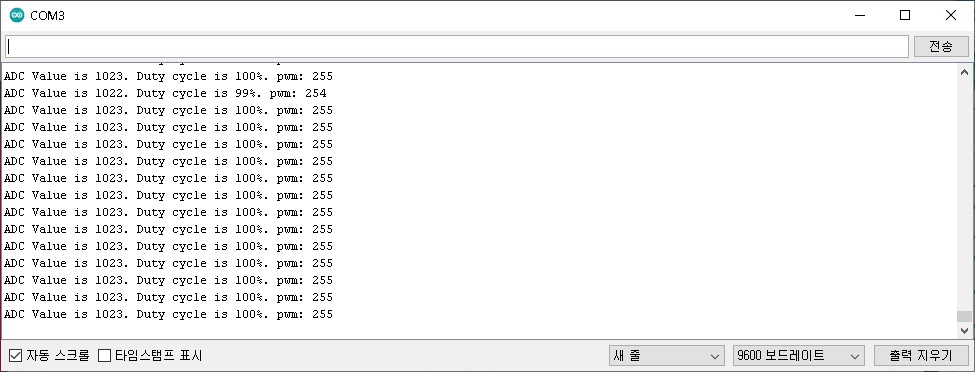 COM3
전송
ADC Value is 1023. Duty cycle is 100%. pwm: 255
ADC Value is 1022. Duty cycle is 99%. pwm: 254
ADC Value is 1023. Duty cycle is 100%. pwm: 255
ADC Value is 1023. Duty cycle is 100%. pwm: 255
ADC Value is 1023. Duty cycle is 100%. pwm: 255
ADC Value is 1023. Duty cycle is 100%. pwm: 255
ADC Value is 1023. Duty cycle is 100%. pwm: 255
ADC Value is 1023. Duty cycle is 100%. pwm: 255
ADC Value is 1023. Duty cycle is 100%. pwm: 255
ADC Value is 1023. Duty cycle is 100%. pwm: 255
ADC Value is 1023. Duty cycle is 100%. pwm: 255
ADC Value is 1023. Duty cycle is 100%. pwm: 255
ADC Value is 1023. Duty cycle is 100%. pwm: 255
ADC Value is 1023. Duty cycle is 100%. pwm: 255
ADC Value is 1023. Duty cycle is 100%. pwm: 255
자동 스크롤 타임스탬프 표시 새 줄 9600 보드레이트 출력 지우기